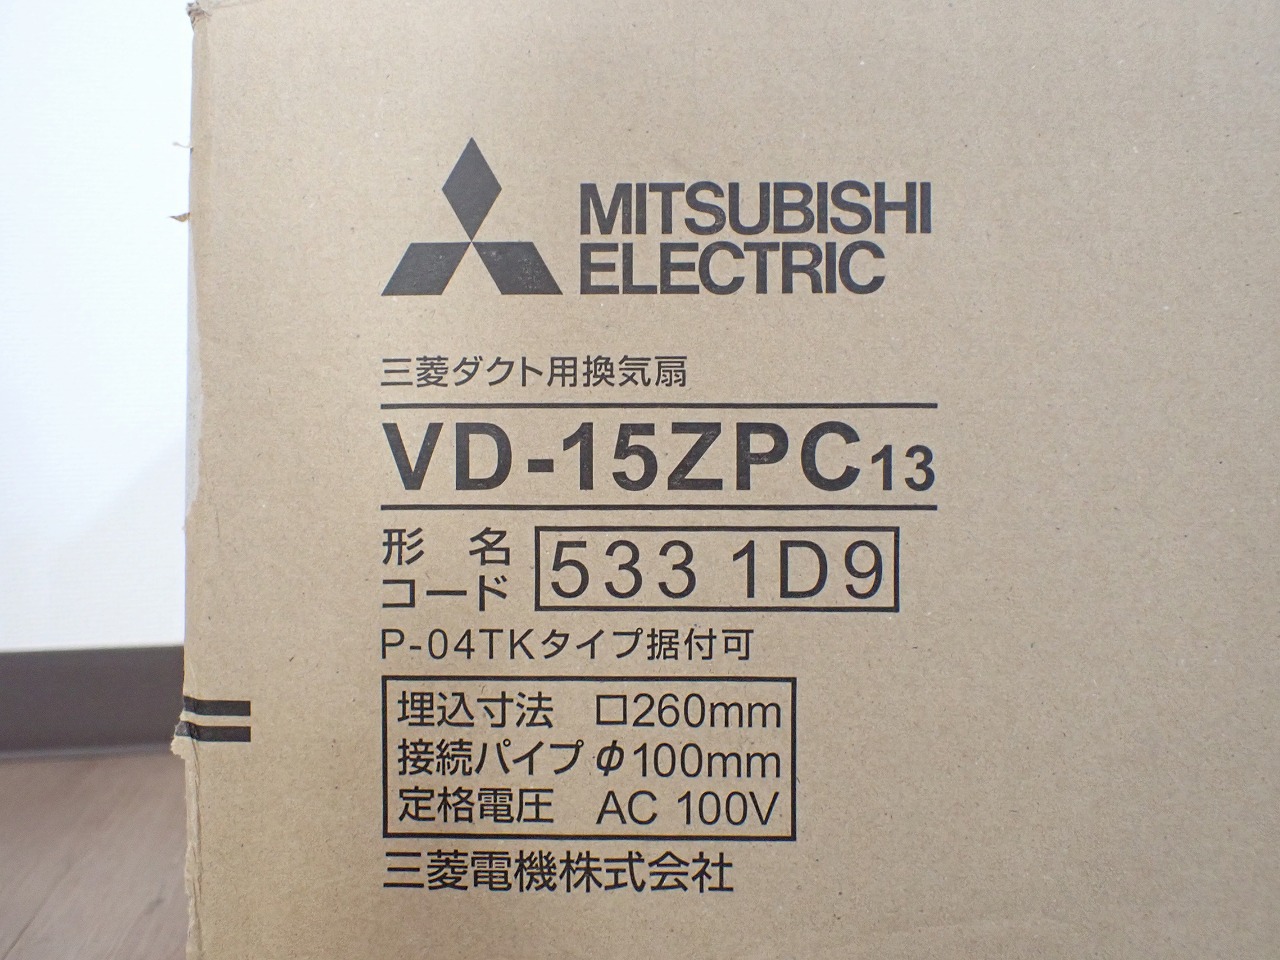 MITSUBISHI
ELECTRIC
三菱ダクト用換気扇
VD-15ZPC13
形名
コード 5331D9
P-04TKタイプ据付可
埋込寸法 □260mm
接続パイプ φ100mm
定格電圧 AC 100V
三菱電機株式会社